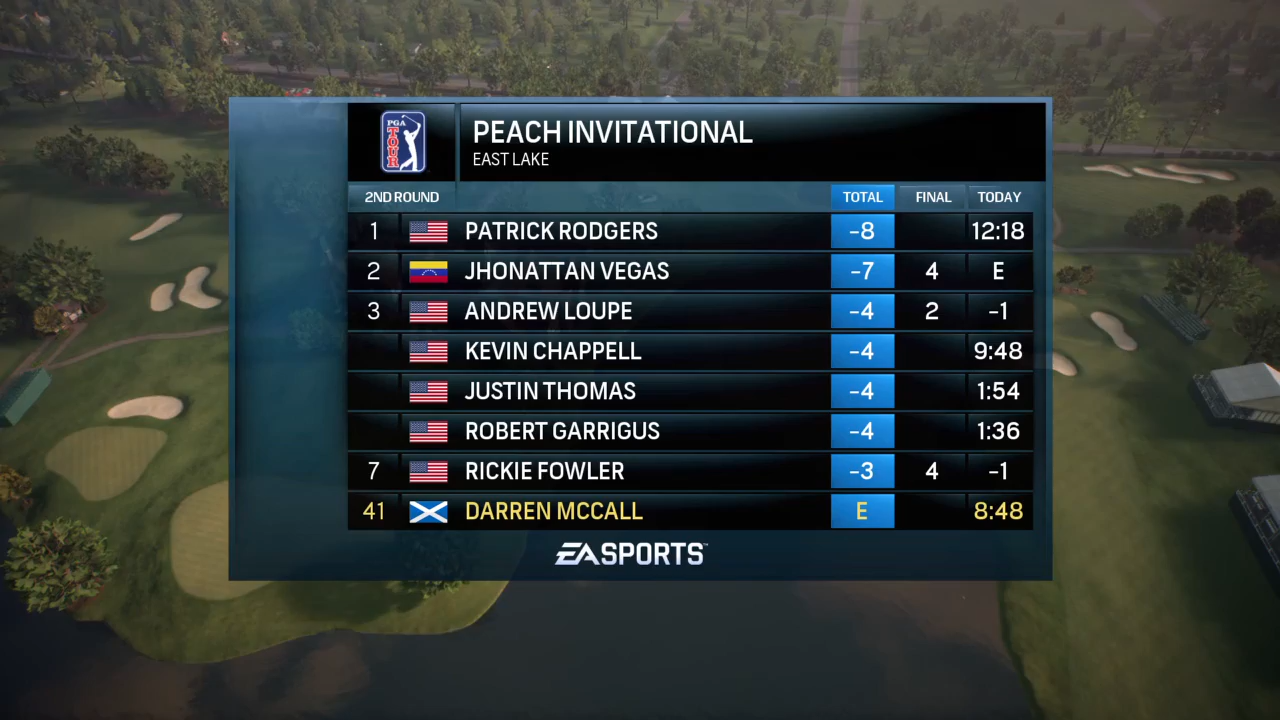 PGA TOUR
PEACH INVITATIONAL
EAST LAKE
2ND ROUND TOTAL FINAL TODAY
1 PATRICK RODGERS -8 12:18
2 JHONATTAN VEGAS -7 4 E
3 ANDREW LOUPE -4 2 -1
KEVIN CHAPPELL -4 9:48
JUSTIN THOMAS -4 1:54
ROBERT GARRIGUS -4 1:36
7 RICKIE FOWLER -3 4 -1
41 DARREN MCCALL E 8:48
EA SPORTS™